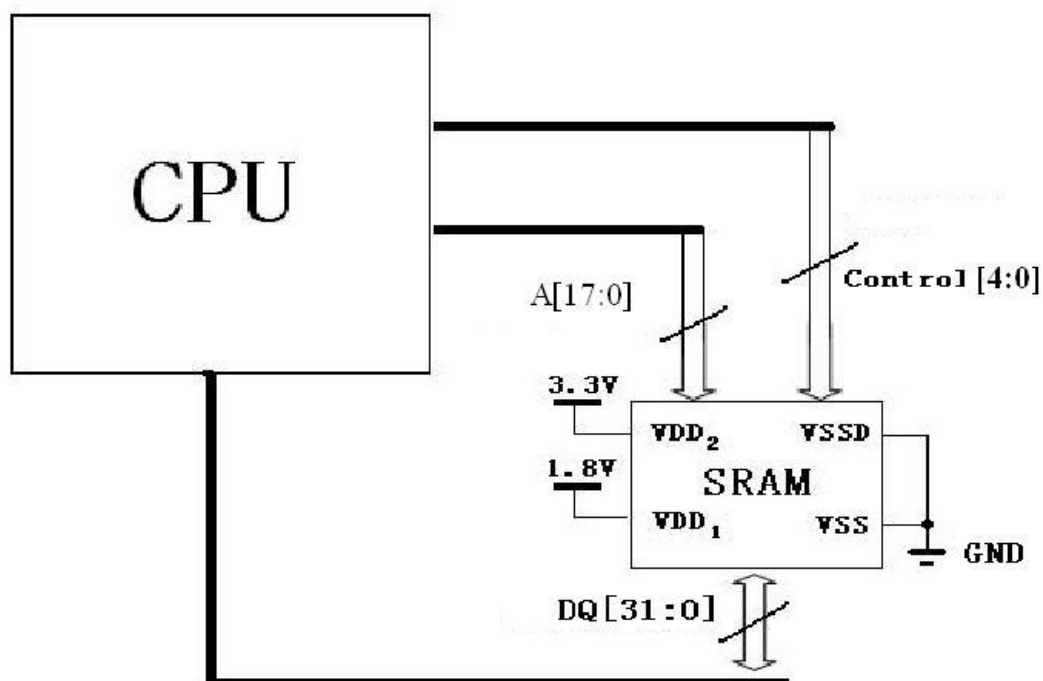 CPU
Control [4:0]
A[17:0]
3.3V
VDD2
VSSD
1.8V
SRAM
VDD1
VSS
GND
DQ[31:0]